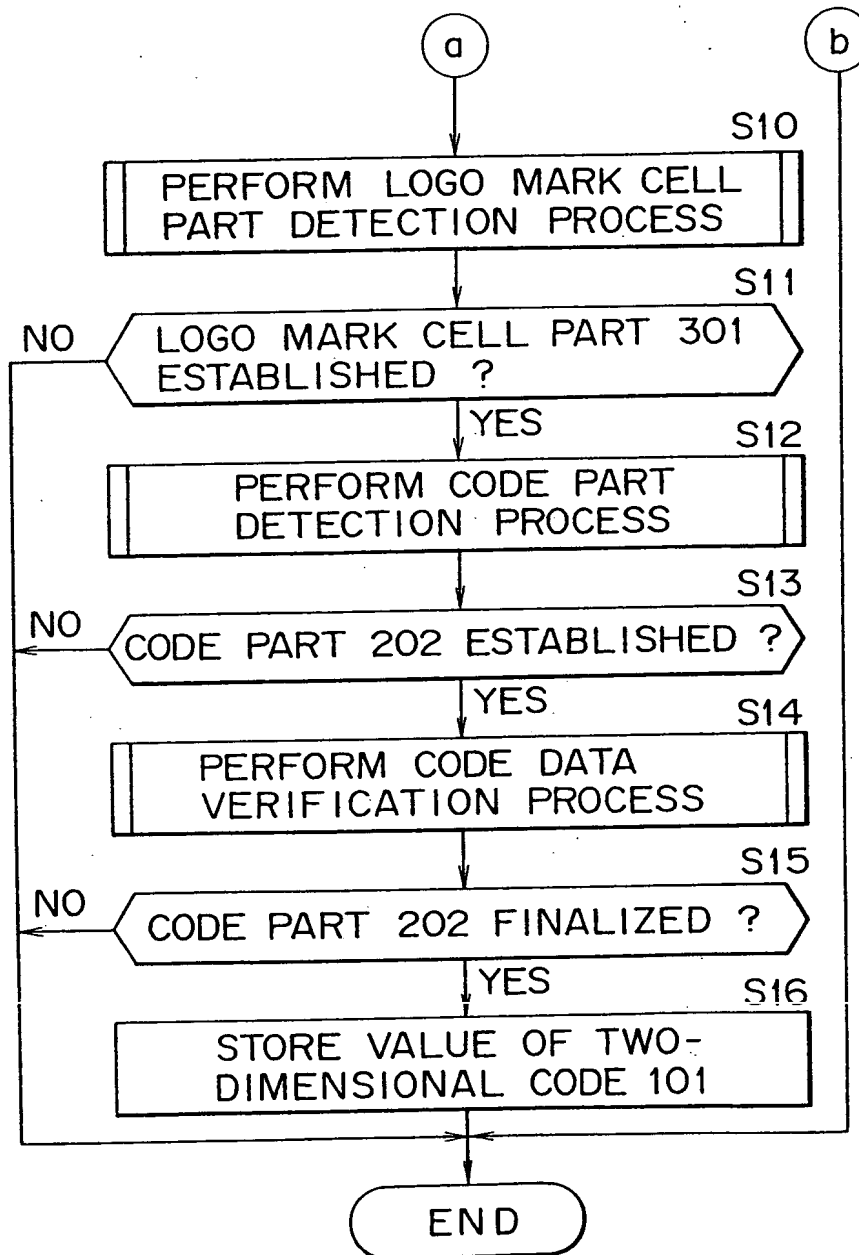 a
b
S10
PERFORM LOGO MARK CELL
PART DETECTION PROCESS
S11
NO
LOGO MARK CELL PART 301
ESTABLISHED ?
YES
S12
PERFORM CODE PART
DETECTION PROCESS
S13
NO
CODE PART 202 ESTABLISHED ?
YES
S14
PERFORM CODE DATA
VERIFICATION PROCESS
S15
NO
CODE PART 202 FINALIZED ?
YES
S16
STORE VALUE OF TWO-
DIMENSIONAL CODE 101
END